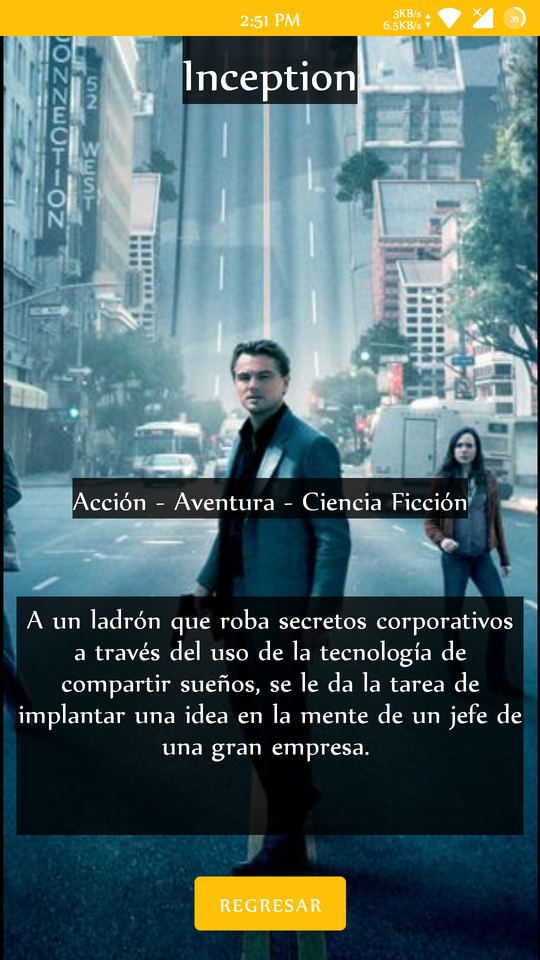 2:51 PM
3KB/s
6.5KB/s
39
Inception
CONNECTION
52 WEST
Acción - Aventura - Ciencia Ficción
A un ladrón que roba secretos corporativos
a través del uso de la tecnología de
compartir sueños, se le da la tarea de
implantar una idea en la mente de un jefe de
una gran empresa.
REGRESAR